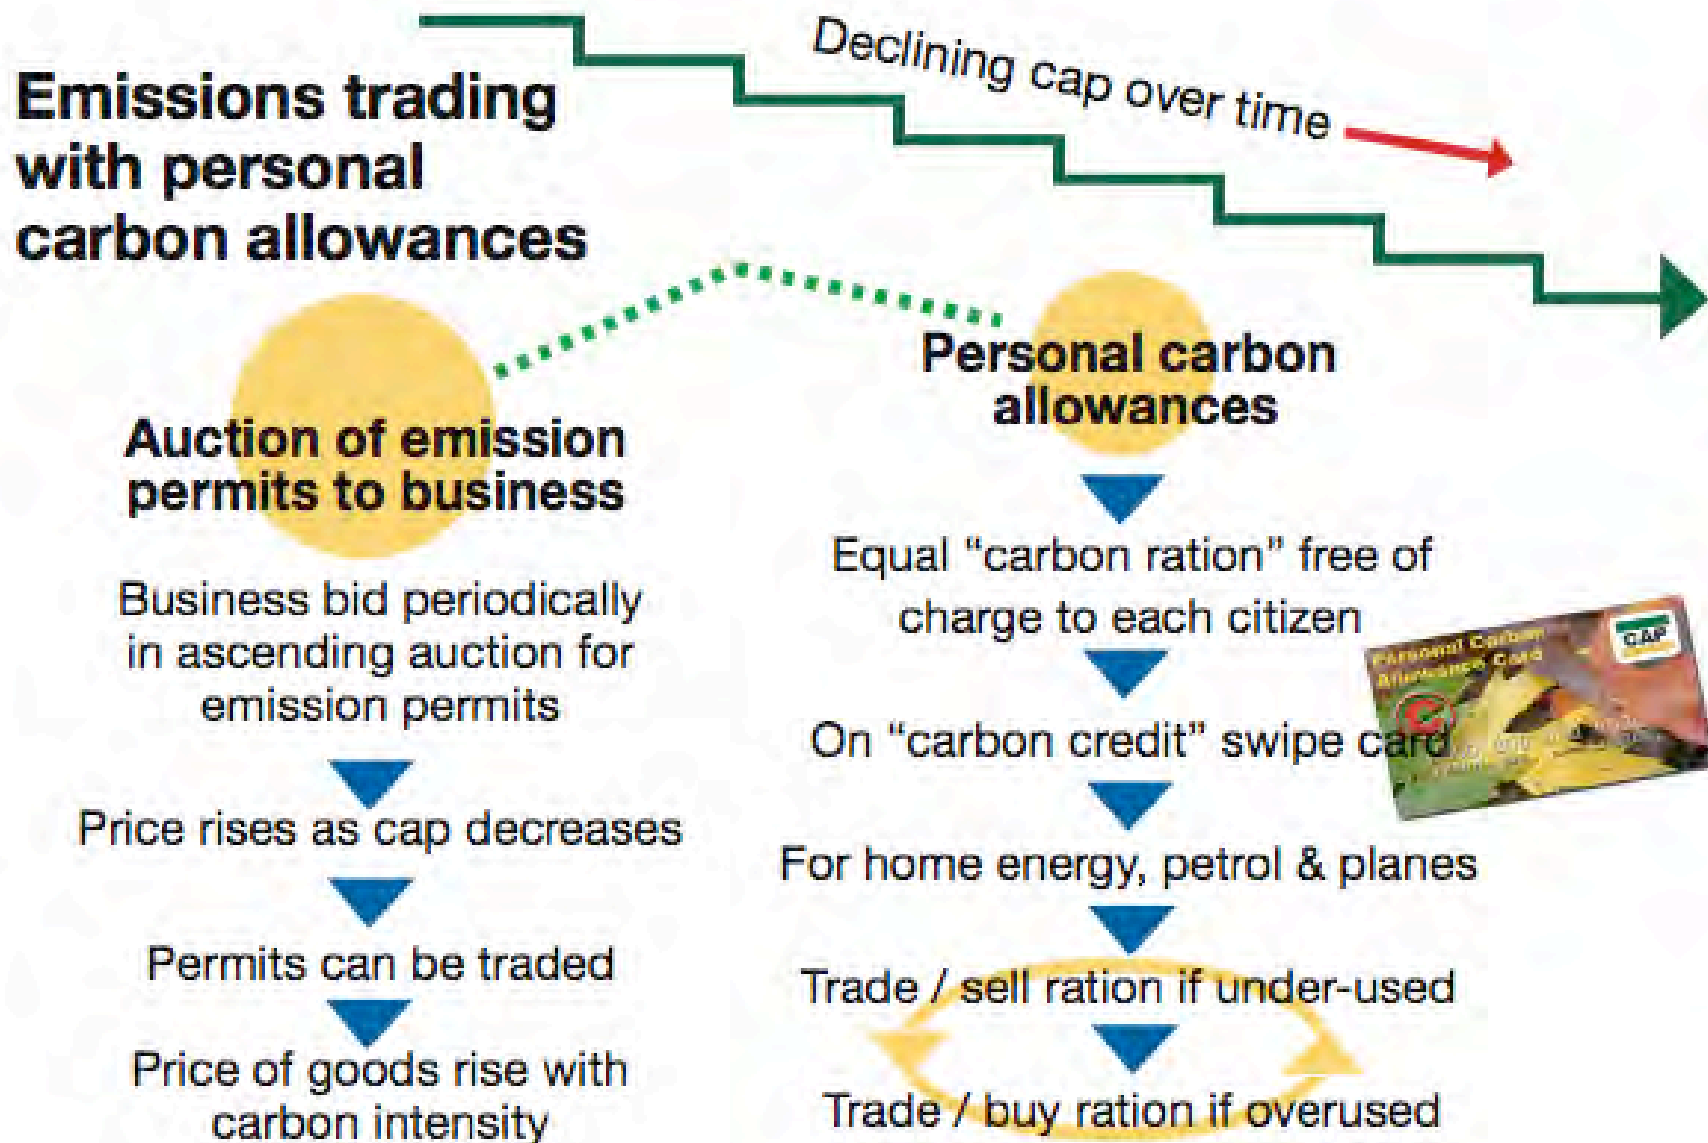 Declining cap over time
Emissions trading
with personal
carbon allowances
Auction of emission
permits to business
Business bid periodically
in ascending auction for
emission permits
Price rises as cap decreases
Permits can be traded
Price of goods rise with
carbon intensity
Personal carbon
allowances
Equal “carbon ration” free of
charge to each citizen
On “carbon credit” swipe card
For home energy, petrol & planes
Trade / sell ration if under-used
Trade / buy ration if overused
Personal Carbon
Allowance Card
CAP